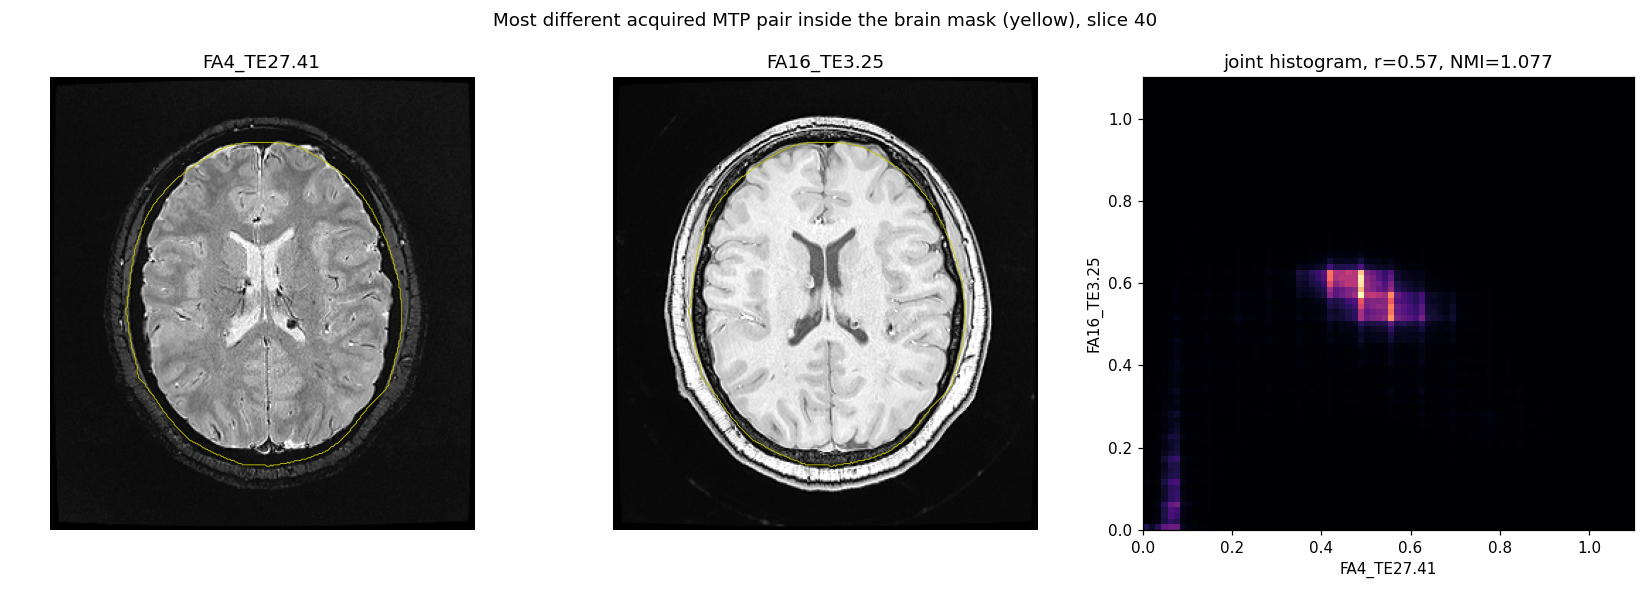 Most different acquired MTP pair inside the brain mask (yellow), slice 40
FA4_TE27.41
FA16_TE3.25
joint histogram, r=0.57, NMI=1.077
1.0
0.8
0.6
0.4
0.2
0.0
FA16_TE3.25
0.0 0.2 0.4 0.6 0.8 1.0
FA4_TE27.41